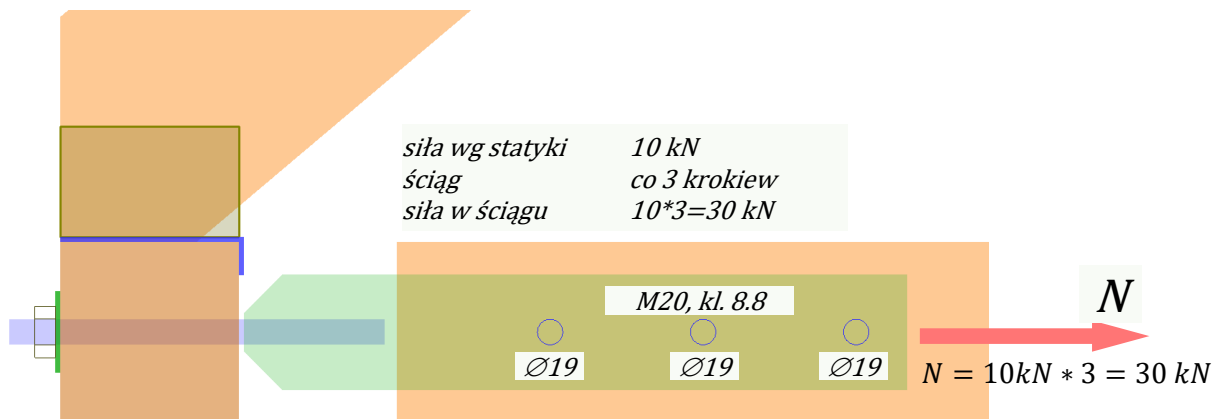 siła wg statyki 10 kN
ściąg co 3 krokiew
siła w ściągu 10*3=30 kN
M20, kl. 8.8
N
∅19 ∅19 ∅19
N = 10kN * 3 = 30 kN